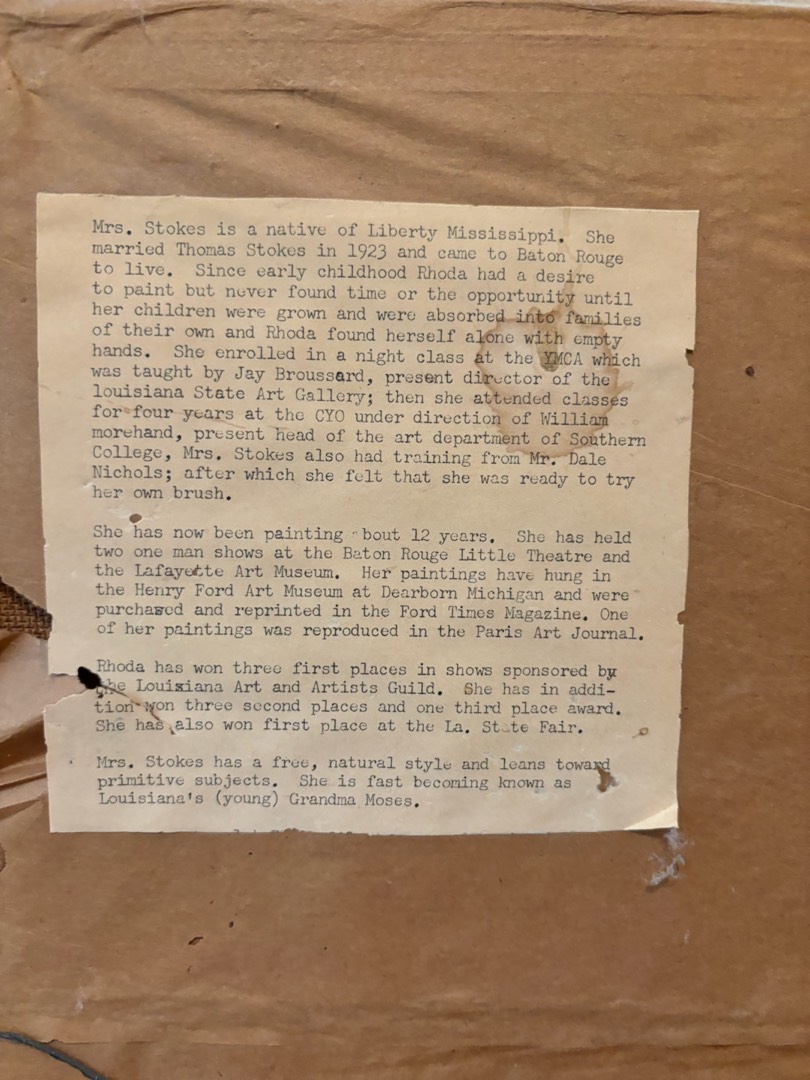 Mrs. Stokes is a native of Liberty Mississippi. She
married Thomas Stokes in 1923 and came to Baton Rouge
to live. Since early childhood Rhoda had a desire
to paint but never found time or the opportunity until
her children were grown and were absorbed into families
of their own and Rhoda found herself alone with empty
hands. She enrolled in a night class at the YMCA which
was taught by Jay Broussard, present director of the
louisiana State Art Gallery; then she attended classes
for four years at the CYO under direction of William
morehand, present head of the art department of Southern
College, Mrs. Stokes also had training from Mr. Dale
Nichols; after which she felt that she was ready to try
her own brush.
She has now been painting bout 12 years. She has held
two one man shows at the Baton Rouge Little Theatre and
the Lafayette Art Museum. Her paintings have hung in
the Henry Ford Art Museum at Dearborn Michigan and were
purchased and reprinted in the Ford Times Magazine. One
of her paintings was reproduced in the Paris Art Journal.
Rhoda has won three first places in shows sponsored by
the Louisiana Art and Artists Guild. She has in addi-
tion won three second places and one third place award.
She has also won first place at the La. State Fair.
Mrs. Stokes has a free, natural style and leans toward
primitive subjects. She is fast becoming known as
Louisiana's (young) Grandma Moses.